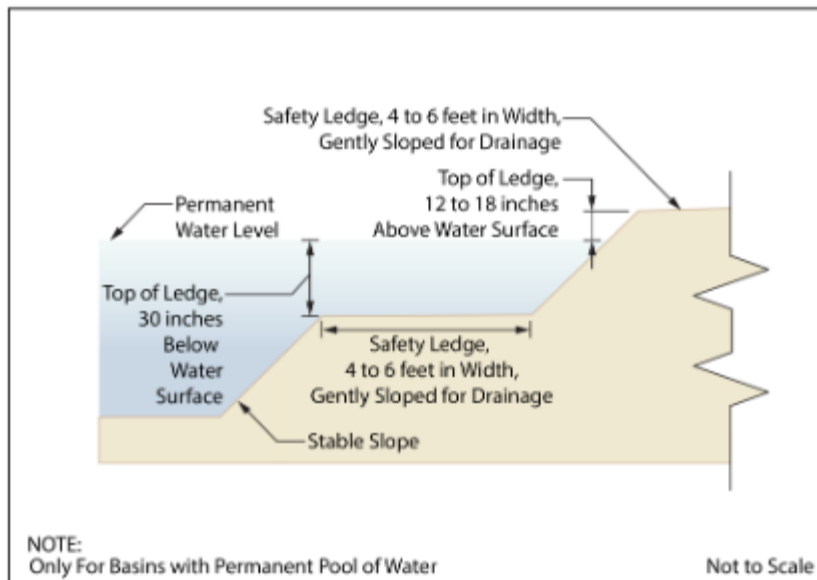 Safety Ledge, 4 to 6 feet in Width,
Gently Sloped for Drainage
Top of Ledge,
12 to 18 inches
Above Water Surface
Permanent
Water Level
Top of Ledge,
30 inches
Below
Water
Surface
Safety Ledge,
4 to 6 feet in Width,
Gently Sloped for Drainage
Stable Slope
NOTE:
Only For Basins with Permanent Pool of Water
Not to Scale